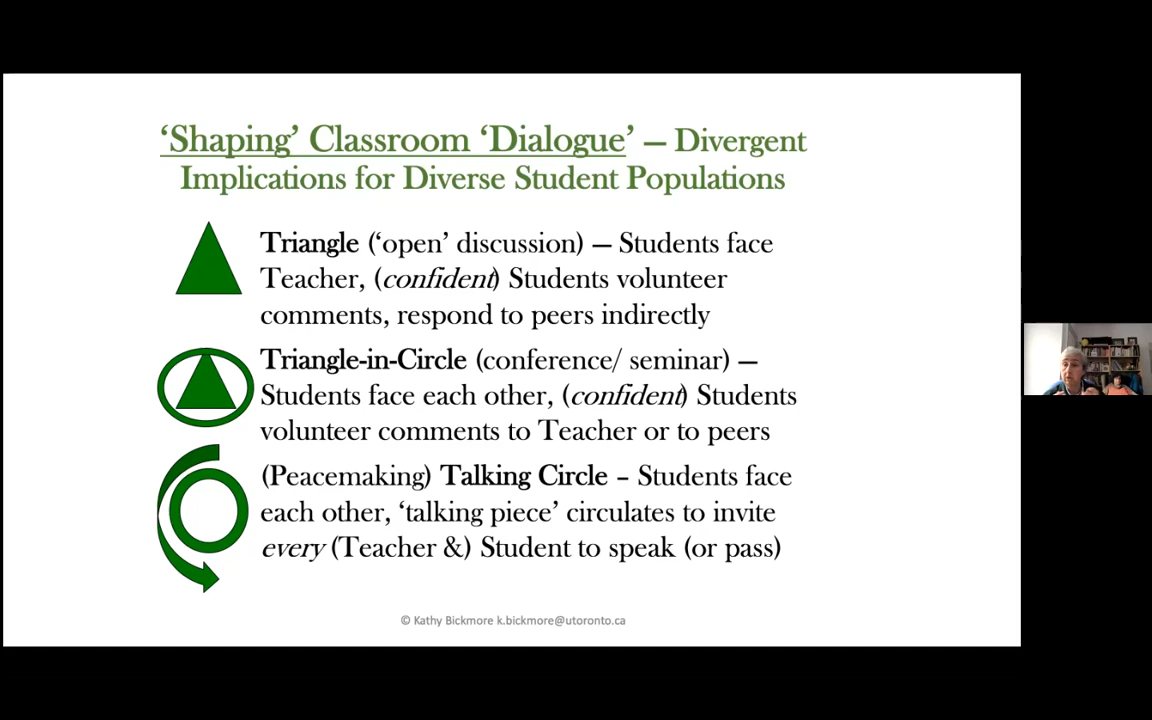 ‘Shaping’ Classroom ‘Dialogue’ — Divergent
Implications for Diverse Student Populations
Triangle (‘open’ discussion) — Students face
Teacher, (confident) Students volunteer
comments, respond to peers indirectly
Triangle-in-Circle (conference/ seminar) —
Students face each other, (confident) Students
volunteer comments to Teacher or to peers
(Peacemaking) Talking Circle – Students face
each other, ‘talking piece’ circulates to invite
every (Teacher &) Student to speak (or pass)
© Kathy Bickmore k.bickmore@utoronto.ca